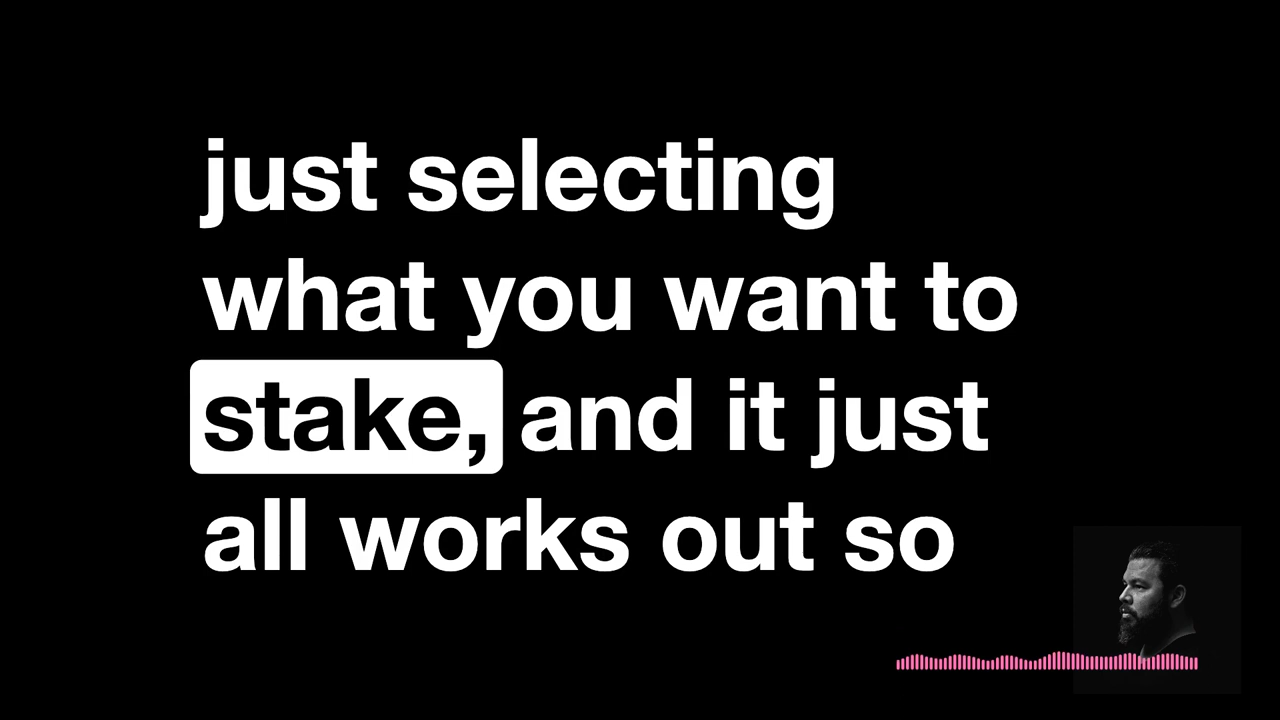 just selecting
what you want to
stake, and it just
all works out so